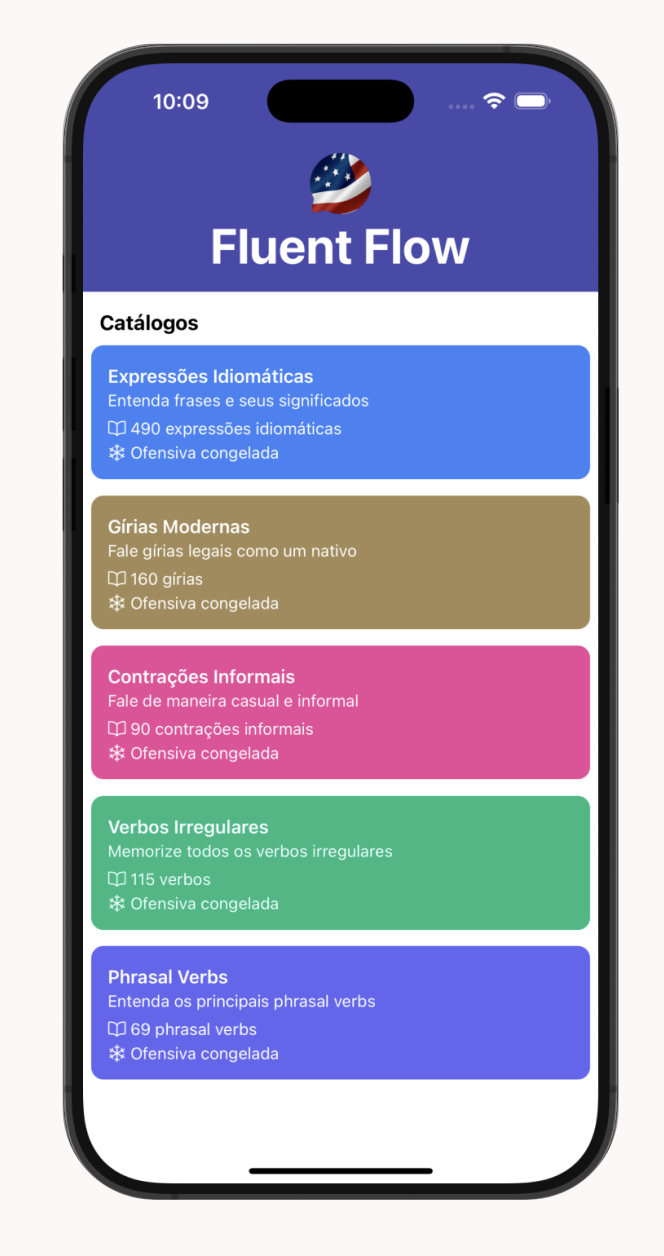 10:09
Fluent Flow
Catálogos
Expressões Idiomáticas
Entenda frases e seus significados
490 expressões idiomáticas
Ofensiva congelada
Gírias Modernas
Fale gírias legais como um nativo
160 gírias
Ofensiva congelada
Contrações Informais
Fale de maneira casual e informal
90 contrações informais
Ofensiva congelada
Verbos Irregulares
Memorize todos os verbos irregulares
115 verbos
Ofensiva congelada
Phrasal Verbs
Entenda os principais phrasal verbs
69 phrasal verbs
Ofensiva congelada